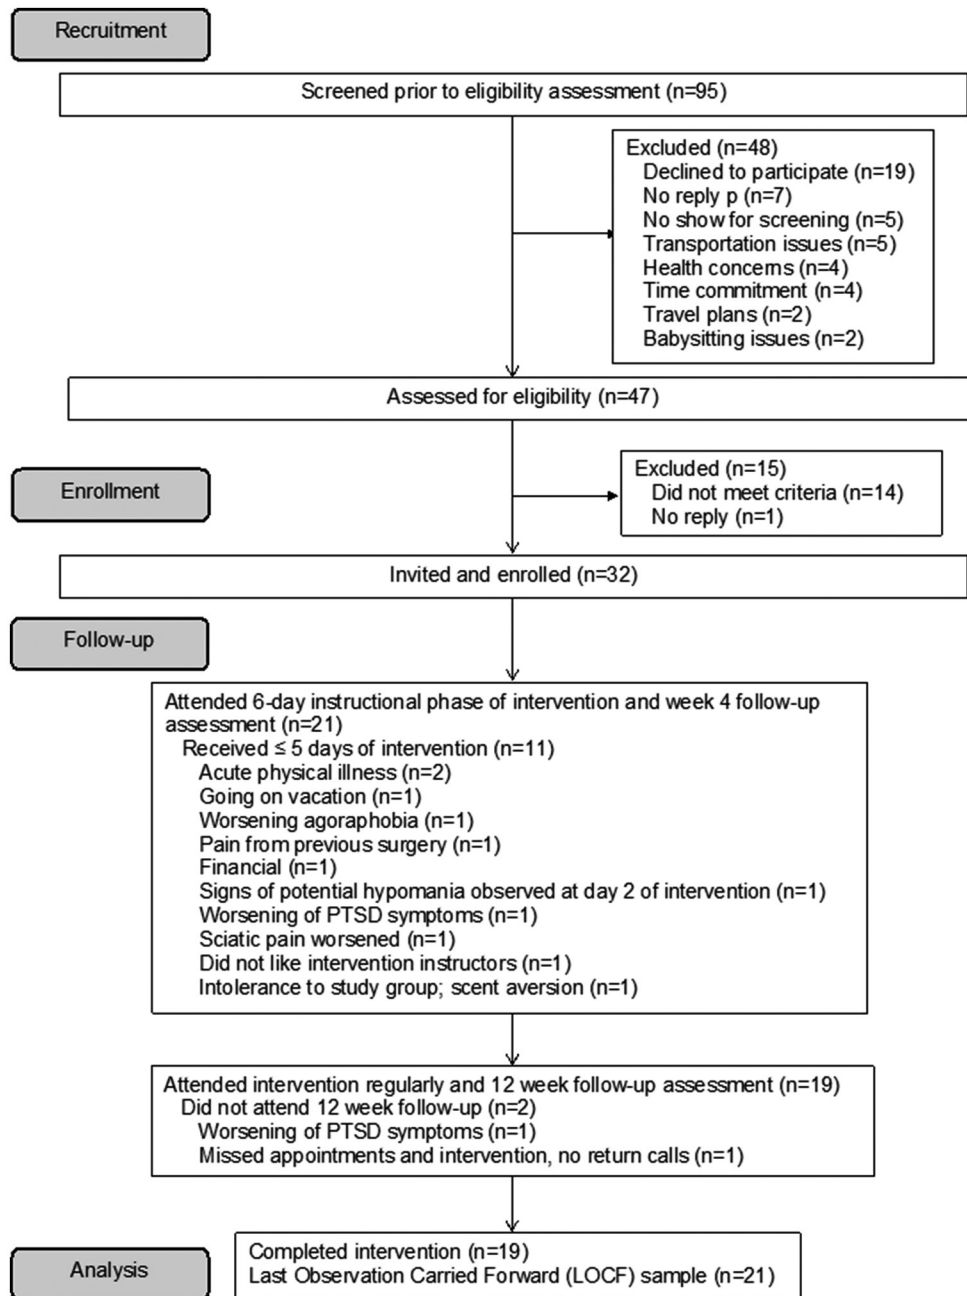 Recruitment
Screened prior to eligibility assessment (n=95)
Excluded (n=48)
Declined to participate (n=19)
No reply p (n=7)
No show for screening (n=5)
Transportation issues (n=5)
Health concerns (n=4)
Time commitment (n=4)
Travel plans (n=2)
Babysitting issues (n=2)
Assessed for eligibility (n=47)
Enrollment
Excluded (n=15)
Did not meet criteria (n=14)
No reply (n=1)
Invited and enrolled (n=32)
Follow-up
Attended 6-day instructional phase of intervention and week 4 follow-up
assessment (n=21)
Received ≤ 5 days of intervention (n=11)
Acute physical illness (n=2)
Going on vacation (n=1)
Worsening agoraphobia (n=1)
Pain from previous surgery (n=1)
Financial (n=1)
Signs of potential hypomania observed at day 2 of intervention (n=1)
Worsening of PTSD symptoms (n=1)
Sciatic pain worsened (n=1)
Did not like intervention instructors (n=1)
Intolerance to study group; scent aversion (n=1)
Attended intervention regularly and 12 week follow-up assessment (n=19)
Did not attend 12 week follow-up (n=2)
Worsening of PTSD symptoms (n=1)
Missed appointments and intervention, no return calls (n=1)
Analysis
Completed intervention (n=19)
Last Observation Carried Forward (LOCF) sample (n=21)